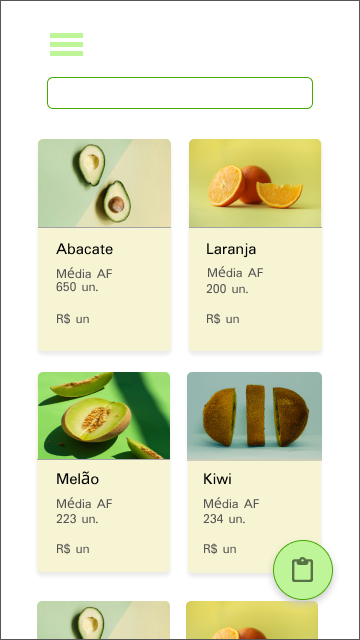 Abacate
Média AF
650 un.
R$ un
Laranja
Média AF
200 un.
R$ un
Melão
Média AF
223 un.
R$ un
Kiwi
Média AF
234 un.
R$ un